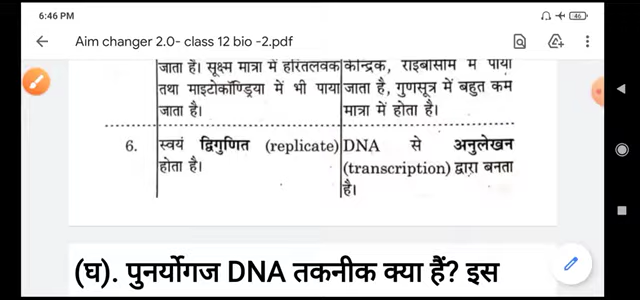 6:46 PM
46
Aim changer 2.0- class 12 bio -2.pdf
जाता है। सूक्ष्म मात्रा में हरितलवक
तथा माइटोकॉण्ड्रिया में भी पाया
जाता है।
केन्द्रिक, राइबोसोम में पाया
जाता है, गुणसूत्र में बहुत कम
मात्रा में होता है।
6. स्वयं द्विगुणित (replicate)
होता है।
DNA से अनुलेखन
(transcription) द्वारा बनता
है।
(घ). पुनर्योगज DNA तकनीक क्या हैं? इस